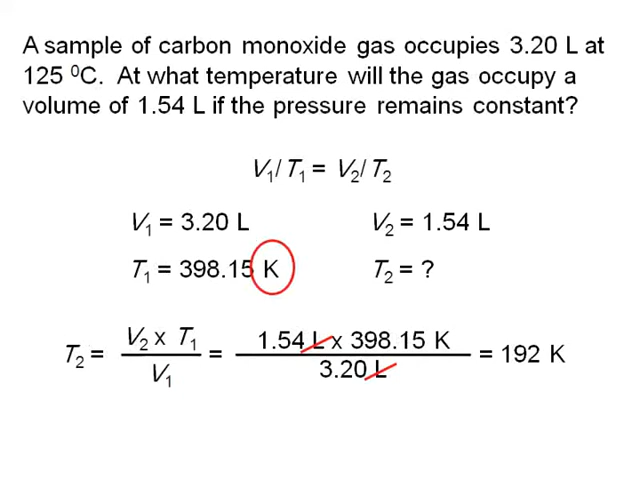 A sample of carbon monoxide gas occupies 3.20 L at
125 ⁰C. At what temperature will the gas occupy a
volume of 1.54 L if the pressure remains constant?
V₁/ T₁ = V₂/ T₂
V₁ = 3.20 L V₂ = 1.54 L
T₁ = 398.15 K T₂ = ?
T₂ = V₂ x T₁ / V₁ = 1.54 L x 398.15 K / 3.20 L = 192 K